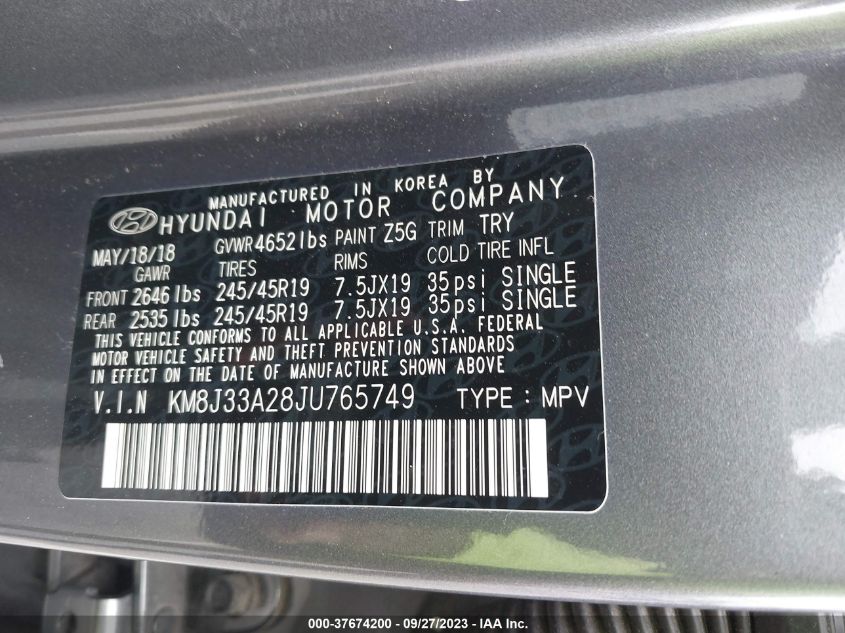 MANUFACTURED IN KOREA BY
HYUNDAI MOTOR COMPANY
MAY/18/18 GVWR 4652lbs PAINT Z5G TRIM TRY
GAWR TIRES RIMS COLD TIRE INFL
FRONT 2646 lbs 245/45R19 7.5JX19 35psi SINGLE
REAR 2535 lbs 245/45R19 7.5JX19 35psi SINGLE
THIS VEHICLE CONFORMS TO ALL APPLICABLE U.S.A. FEDERAL
MOTOR VEHICLE SAFETY AND THEFT PREVENTION STANDARDS
IN EFFECT ON THE DATE OF MANUFACTURE SHOWN ABOVE
V.I.N KM8J33A28JU765749 TYPE : MPV
000-37674200 - 09/27/2023 - IAA Inc.